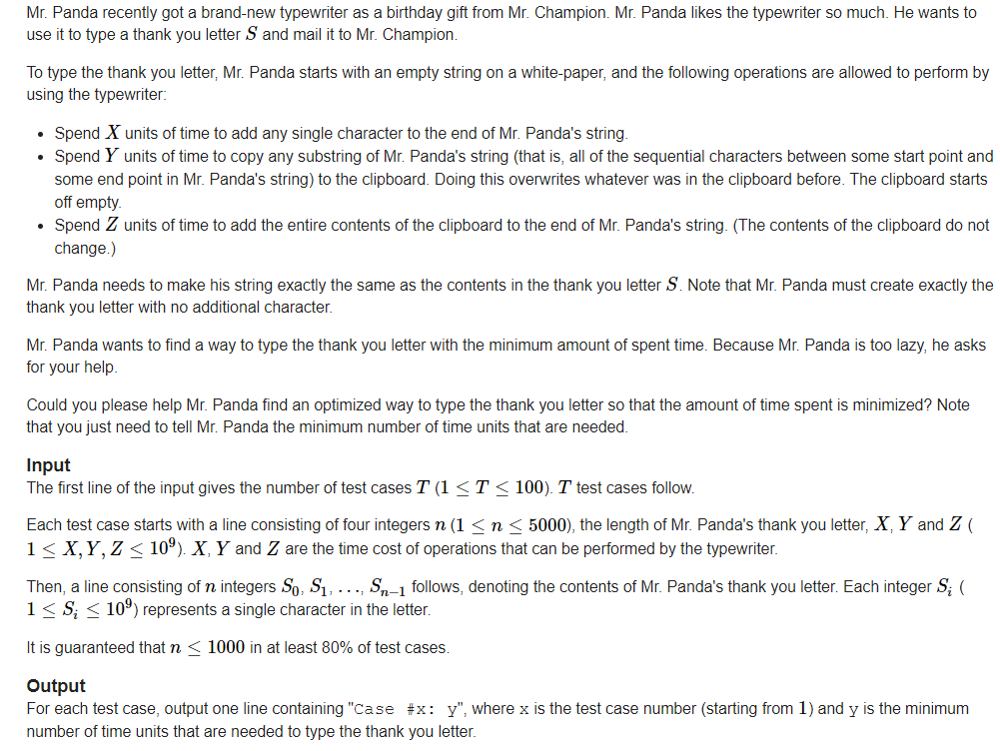 Mr. Panda recently got a brand-new typewriter as a birthday gift from Mr. Champion. Mr. Panda likes the typewriter so much. He wants to
use it to type a thank you letter S and mail it to Mr. Champion.
To type the thank you letter, Mr. Panda starts with an empty string on a white-paper, and the following operations are allowed to perform by
using the typewriter:
• Spend X units of time to add any single character to the end of Mr. Panda's string.
• Spend Y units of time to copy any substring of Mr. Panda's string (that is, all of the sequential characters between some start point and
some end point in Mr. Panda's string) to the clipboard. Doing this overwrites whatever was in the clipboard before. The clipboard starts
off empty.
• Spend Z units of time to add the entire contents of the clipboard to the end of Mr. Panda's string. (The contents of the clipboard do not
change.)
Mr. Panda needs to make his string exactly the same as the contents in the thank you letter S. Note that Mr. Panda must create exactly the
thank you letter with no additional character.
Mr. Panda wants to find a way to type the thank you letter with the minimum amount of spent time. Because Mr. Panda is too lazy, he asks
for your help.
Could you please help Mr. Panda find an optimized way to type the thank you letter so that the amount of time spent is minimized? Note
that you just need to tell Mr. Panda the minimum number of time units that are needed.
Input
The first line of the input gives the number of test cases T (1 ≤ T ≤ 100). T test cases follow.
Each test case starts with a line consisting of four integers n (1 ≤ n ≤ 5000), the length of Mr. Panda's thank you letter, X, Y and Z (
1 ≤ X, Y, Z ≤ 10⁹). X, Y and Z are the time cost of operations that can be performed by the typewriter.
Then, a line consisting of n integers S₀, S₁, . . ., Sₙ₋₁ follows, denoting the contents of Mr. Panda's thank you letter. Each integer Sᵢ (
1 ≤ Sᵢ ≤ 10⁹) represents a single character in the letter.
It is guaranteed that n ≤ 1000 in at least 80% of test cases.
Output
For each test case, output one line containing "Case #x: y", where x is the test case number (starting from 1) and y is the minimum
number of time units that are needed to type the thank you letter.